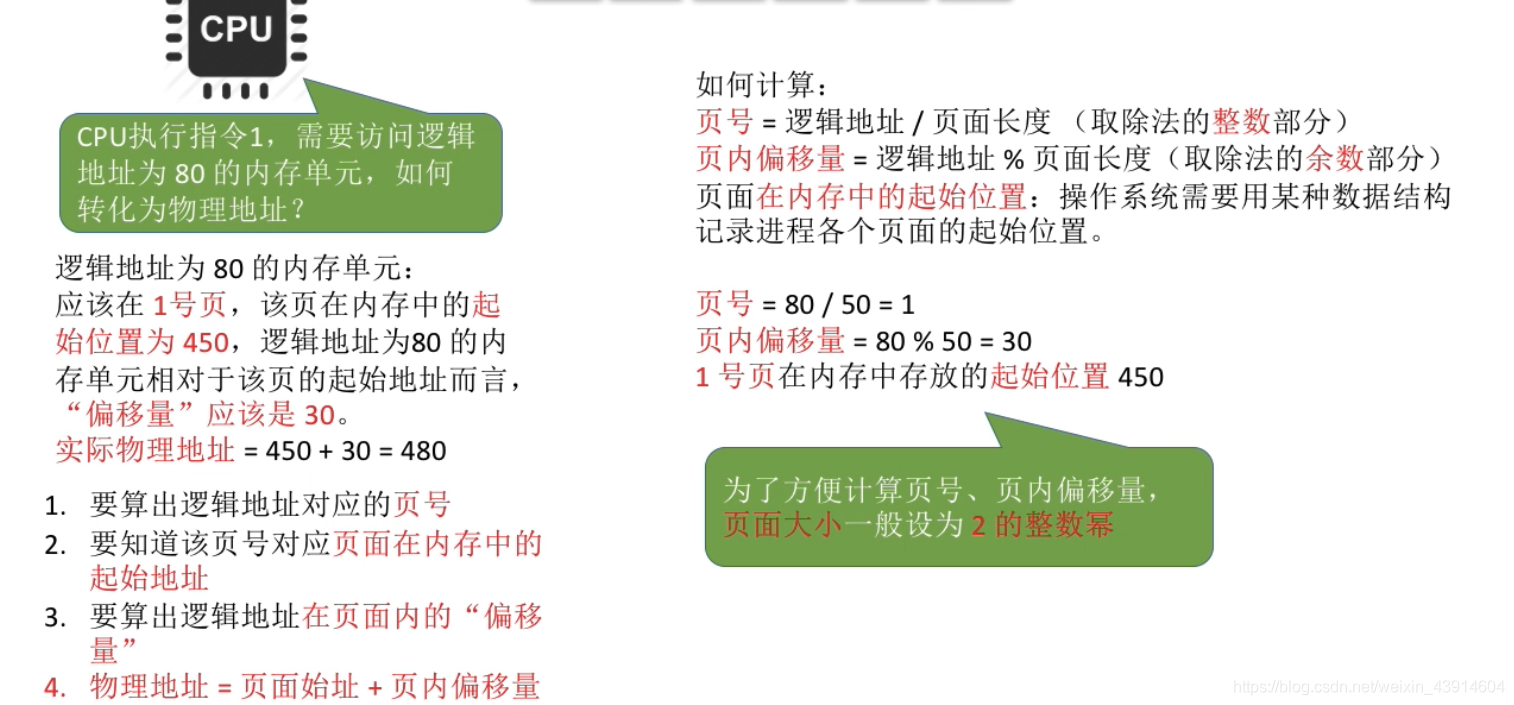 CPU
CPU执行指令1，需要访问逻辑
地址为 80 的内存单元，如何
转化为物理地址？
逻辑地址为 80 的内存单元：
应该在 1号页，该页在内存中的起
始位置为 450，逻辑地址为80 的内
存单元相对于该页的起始地址而言，
“偏移量”应该是 30。
实际物理地址 = 450 + 30 = 480
1. 要算出逻辑地址对应的页号
2. 要知道该页号对应页面在内存中的
起始地址
3. 要算出逻辑地址在页面内的“偏移
量”
4. 物理地址 = 页面始址 + 页内偏移量
如何计算：
页号 = 逻辑地址 / 页面长度 （取除法的整数部分）
页内偏移量 = 逻辑地址 % 页面长度（取除法的余数部分）
页面在内存中的起始位置：操作系统需要用某种数据结构
记录进程各个页面的起始位置。
页号 = 80 / 50 = 1
页内偏移量 = 80 % 50 = 30
1 号页在内存中存放的起始位置 450
为了方便计算页号、页内偏移量，
页面大小一般设为 2 的整数幂
https://blog.csdn.net/weixin_43914604